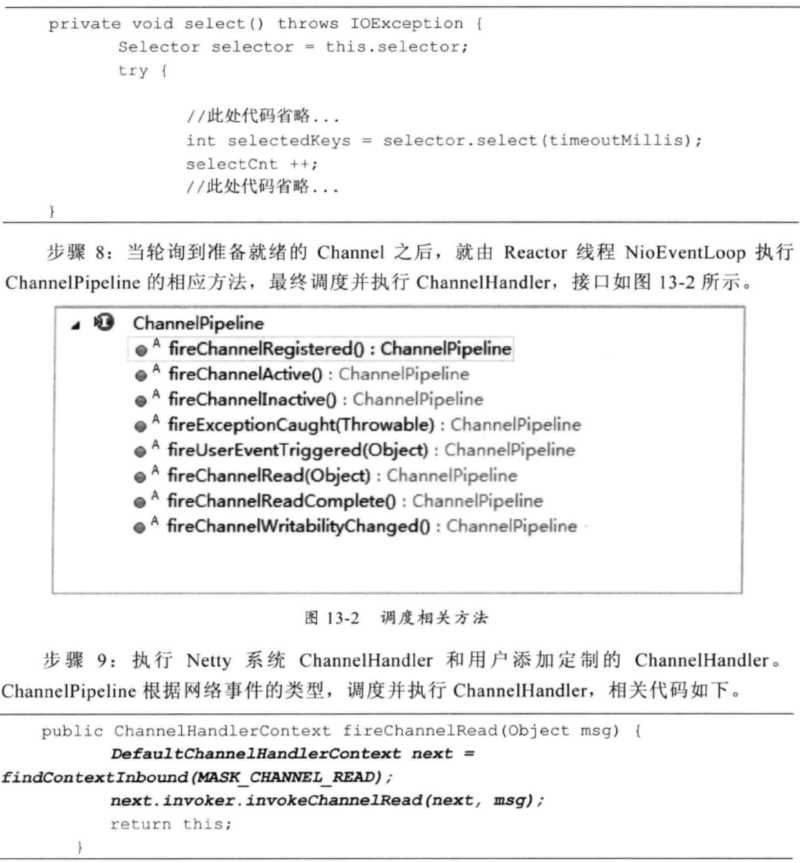 private void select() throws IOException {
Selector selector = this.selector;
try {
//此处代码省略...
int selectedKeys = selector.select(timeoutMillis);
selectCnt ++;
//此处代码省略...
}
步骤 8：当轮询到准备就绪的 Channel 之后，就由 Reactor 线程 NioEventLoop 执行
ChannelPipeline 的相应方法，最终调度并执行 ChannelHandler，接口如图 13-2 所示。
ChannelPipeline
A fireChannelRegistered() : ChannelPipeline
A fireChannelActive() : ChannelPipeline
A fireChannelInactive() : ChannelPipeline
A fireExceptionCaught(Throwable) : ChannelPipeline
A fireUserEventTriggered(Object) : ChannelPipeline
A fireChannelRead(Object) : ChannelPipeline
A fireChannelReadComplete() : ChannelPipeline
A fireChannelWritabilityChanged() : ChannelPipeline
图 13-2 调度相关方法
步骤 9：执行 Netty 系统 ChannelHandler 和用户添加定制的 ChannelHandler。
ChannelPipeline 根据网络事件的类型，调度并执行 ChannelHandler，相关代码如下。
public ChannelHandlerContext fireChannelRead(Object msg) {
DefaultChannelHandlerContext next =
findContextInbound(MASK_CHANNEL_READ);
next.invoker.invokeChannelRead(next, msg);
return this;
}